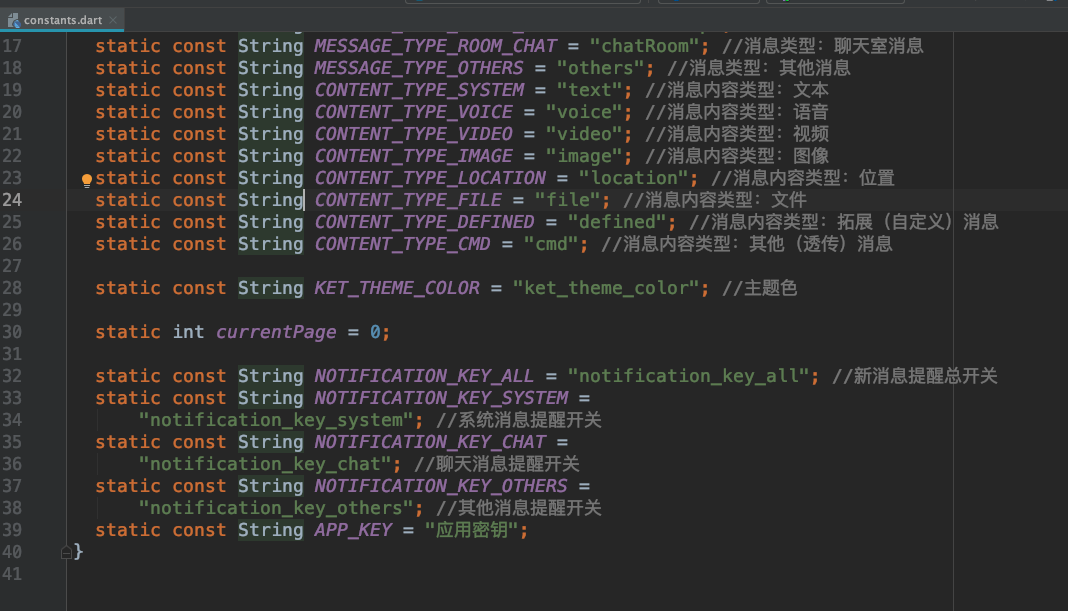 constants.dart
17 static const String MESSAGE_TYPE_ROOM_CHAT = "chatRoom"; //消息类型：聊天室消息
18 static const String MESSAGE_TYPE_OTHERS = "others"; //消息类型：其他消息
19 static const String CONTENT_TYPE_SYSTEM = "text"; //消息内容类型：文本
20 static const String CONTENT_TYPE_VOICE = "voice"; //消息内容类型：语音
21 static const String CONTENT_TYPE_VIDEO = "video"; //消息内容类型：视频
22 static const String CONTENT_TYPE_IMAGE = "image"; //消息内容类型：图像
23 static const String CONTENT_TYPE_LOCATION = "location"; //消息内容类型：位置
24 static const String CONTENT_TYPE_FILE = "file"; //消息内容类型：文件
25 static const String CONTENT_TYPE_DEFINED = "defined"; //消息内容类型：拓展（自定义）消息
26 static const String CONTENT_TYPE_CMD = "cmd"; //消息内容类型：其他（透传）消息
27
28 static const String KET_THEME_COLOR = "ket_theme_color"; //主题色
29
30 static int currentPage = 0;
31
32 static const String NOTIFICATION_KEY_ALL = "notification_key_all"; //新消息提醒总开关
33 static const String NOTIFICATION_KEY_SYSTEM =
34 "notification_key_system"; //系统消息提醒开关
35 static const String NOTIFICATION_KEY_CHAT =
36 "notification_key_chat"; //聊天消息提醒开关
37 static const String NOTIFICATION_KEY_OTHERS =
38 "notification_key_others"; //其他消息提醒开关
39 static const String APP_KEY = "应用密钥";
40 }
41